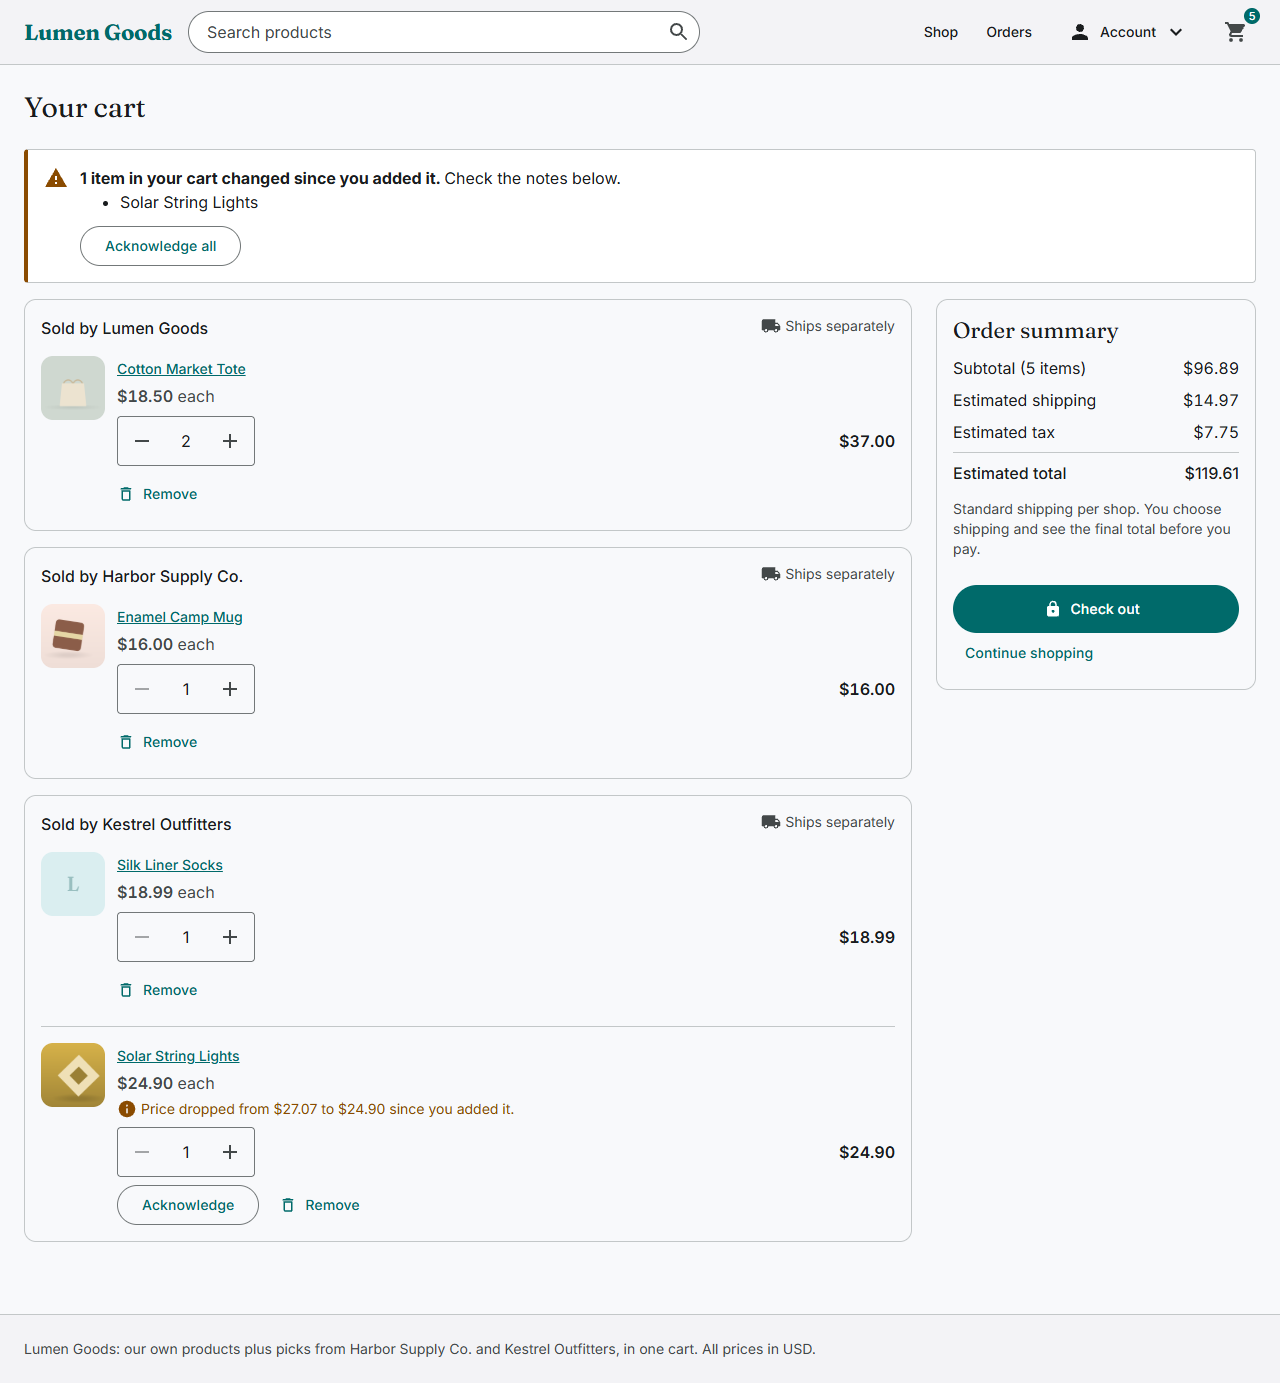 Lumen Goods
Search products
Shop
Orders
Account
5
Your cart
1 item in your cart changed since you added it. Check the notes below.
Solar String Lights
Acknowledge all
Sold by Lumen Goods
Ships separately
Cotton Market Tote
$18.50 each
2
$37.00
Remove
Sold by Harbor Supply Co.
Ships separately
Enamel Camp Mug
$16.00 each
1
$16.00
Remove
Sold by Kestrel Outfitters
Ships separately
L
Silk Liner Socks
$18.99 each
1
$18.99
Remove
Solar String Lights
$24.90 each
Price dropped from $27.07 to $24.90 since you added it.
1
$24.90
Acknowledge
Remove
Order summary
Subtotal (5 items) $96.89
Estimated shipping $14.97
Estimated tax $7.75
Estimated total $119.61
Standard shipping per shop. You choose
shipping and see the final total before you
pay.
Check out
Continue shopping
Lumen Goods: our own products plus picks from Harbor Supply Co. and Kestrel Outfitters, in one cart. All prices in USD.